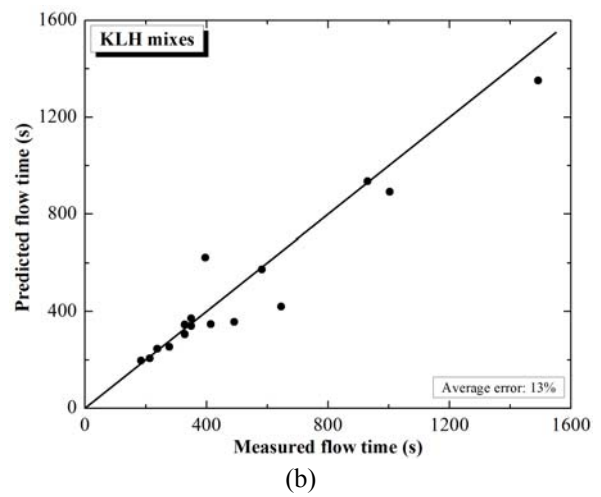 1600
KLH mixes
1200
800
400
0
Predicted flow time (s)
Average error: 13%
0 400 800 1200 1600
Measured flow time (s)
(b)